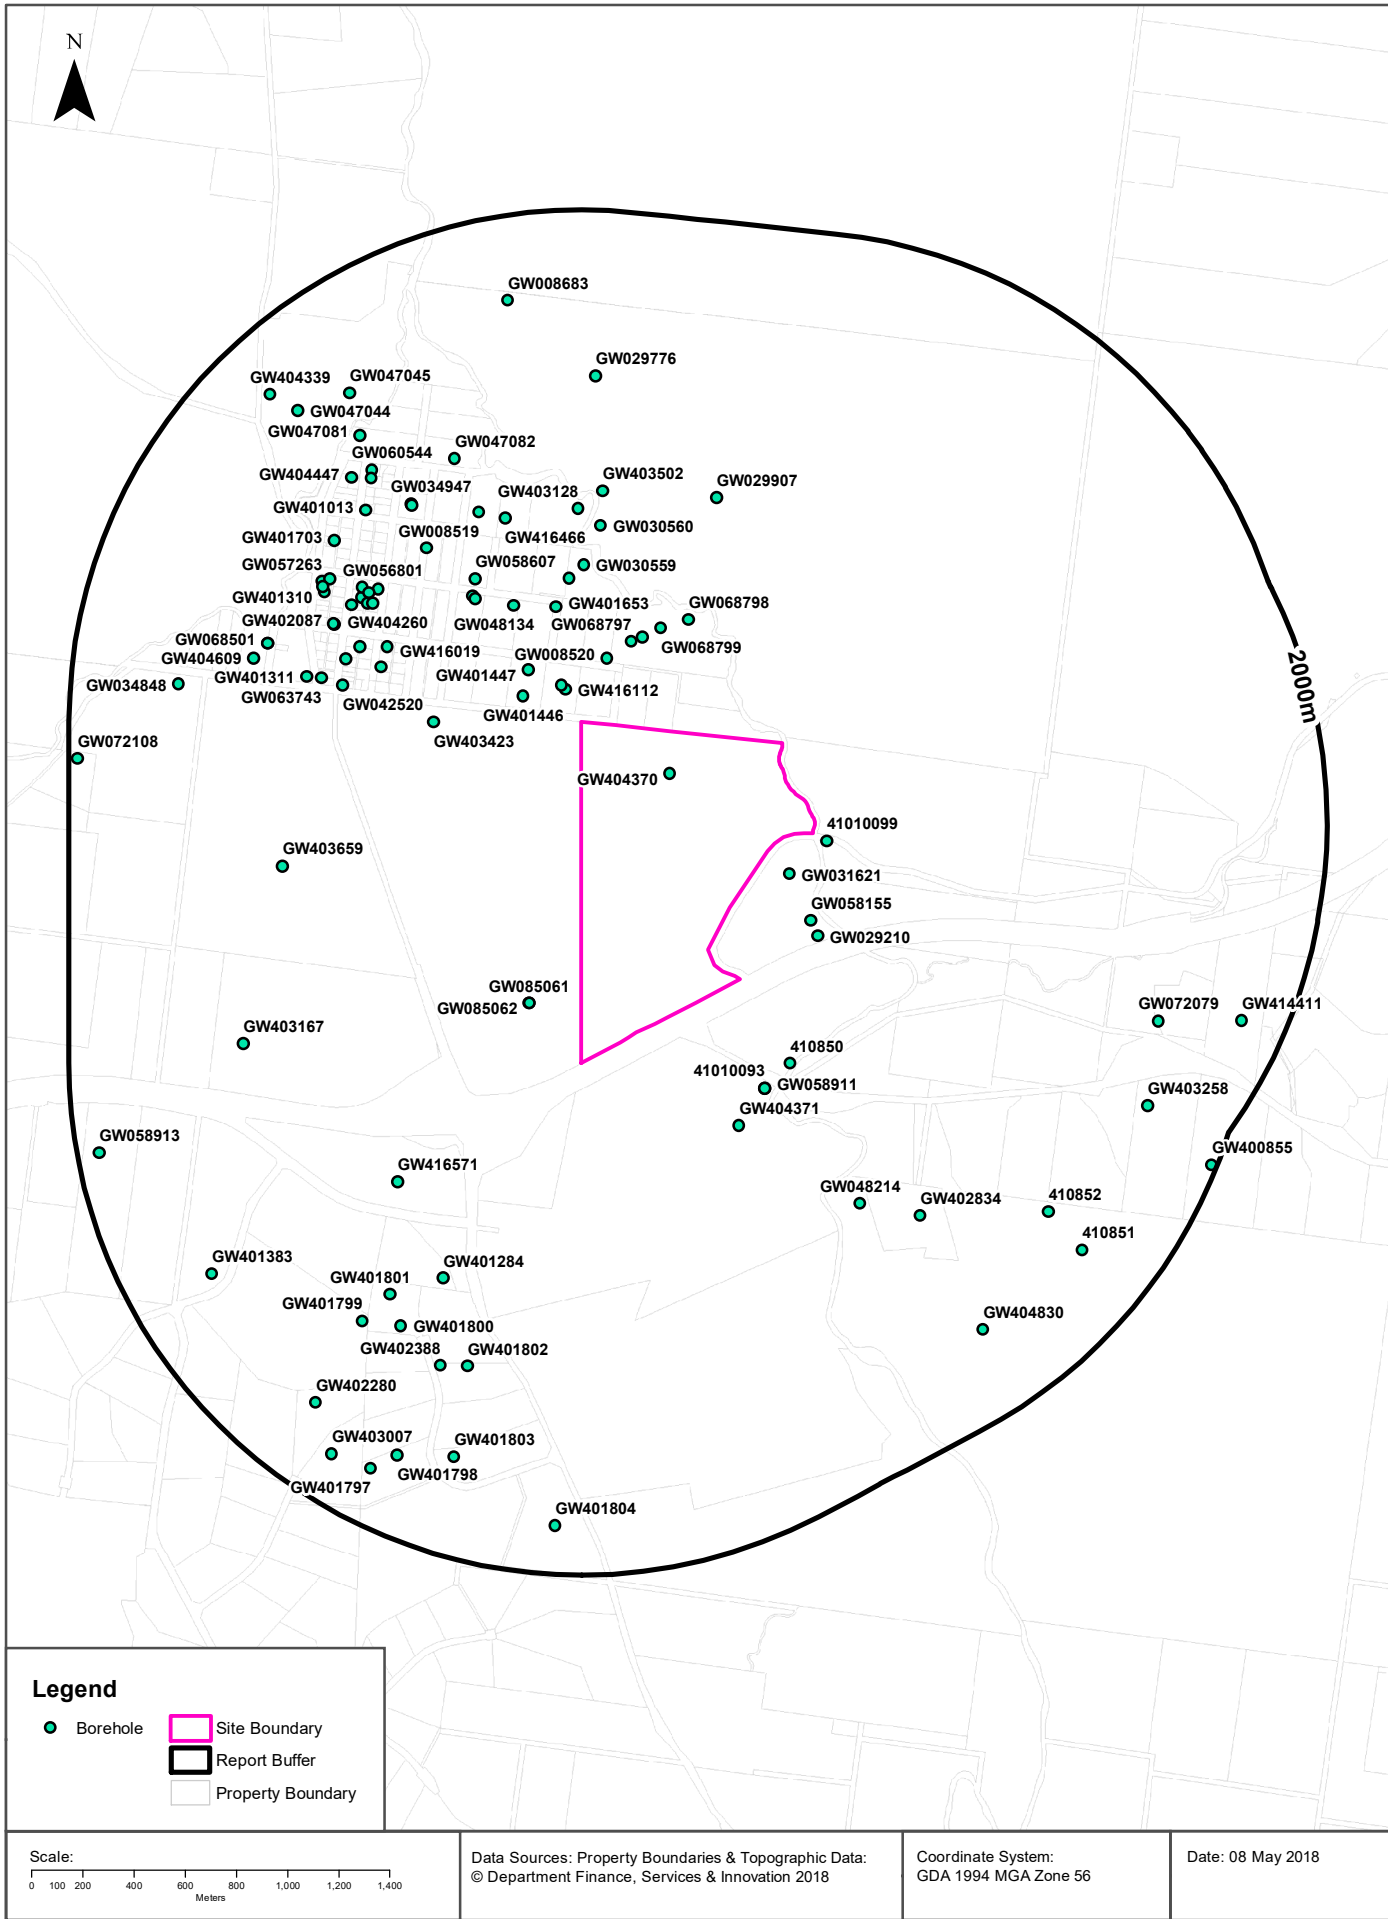 N
GW008683
GW029776
GW404339
GW047045
GW047044
GW047081
GW047082
GW060544
GW404447
GW034947
GW403128
GW403502
GW029907
GW401013
GW416466
GW030560
GW401703
GW008519
GW057263
GW056801
GW058607
GW030559
GW401310
GW401653
GW068798
GW402087
GW404260
GW048134
GW068797
GW068501
GW068799
GW404609
GW416019
GW008520
GW034848
GW401311
GW401447
GW416112
GW063743
GW042520
GW401446
GW403423
2000m
GW072108
GW404370
41010099
GW403659
GW031621
GW058155
GW029210
GW085061
GW085062
GW072079
GW414411
GW403167
410850
41010093
GW058911
GW403258
GW404371
GW058913
GW400855
GW416571
GW048214
GW402834
410852
410851
GW401383
GW401284
GW401801
GW401799
GW401800
GW404830
GW402388
GW401802
GW402280
GW403007
GW401803
GW401798
GW401797
GW401804
Legend
Borehole
Site Boundary
Report Buffer
Property Boundary
Scale:
0 100 200 400 600 800 1,000 1,200 1,400
Meters
Data Sources: Property Boundaries & Topographic Data:
© Department Finance, Services & Innovation 2018
Coordinate System:
GDA 1994 MGA Zone 56
Date: 08 May 2018